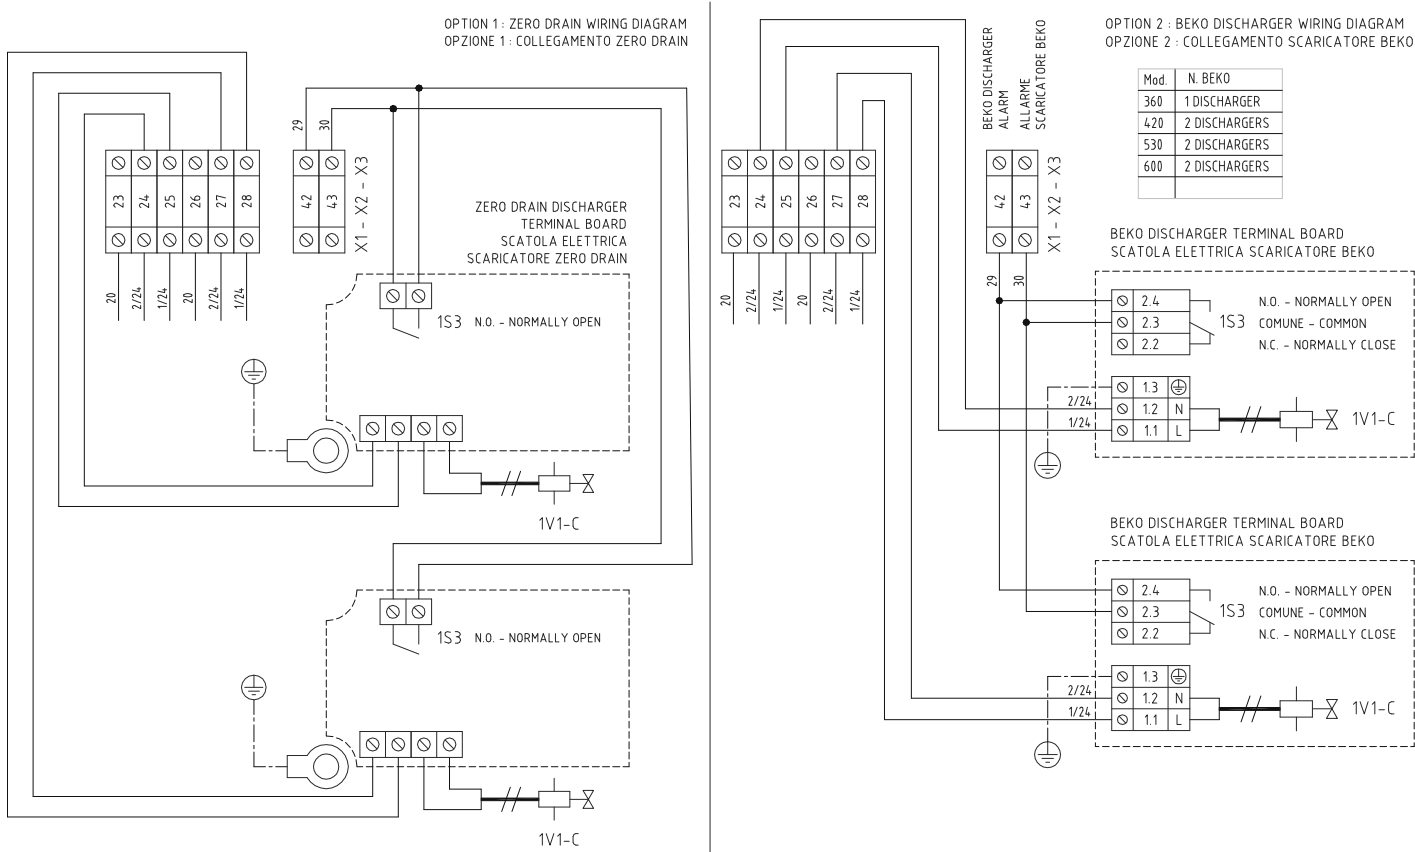 OPTION 1 : ZERO DRAIN WIRING DIAGRAM
OPZIONE 1 : COLLEGAMENTO ZERO DRAIN
29
30
23
24
25
26
27
28
42
43
X1 - X2 - X3
20
2/24
1/24
20
2/24
1/24
ZERO DRAIN DISCHARGER
TERMINAL BOARD
SCATOLA ELETTRICA
SCARICATORE ZERO DRAIN
1S3
N.O. - NORMALLY OPEN
1V1-C
1S3
N.O. - NORMALLY OPEN
1V1-C
OPTION 2 : BEKO DISCHARGER WIRING DIAGRAM
OPZIONE 2 : COLLEGAMENTO SCARICATORE BEKO
BEKO DISCHARGER
ALARM
ALLARME
SCARICATORE BEKO
Mod. N. BEKO
360 1 DISCHARGER
420 2 DISCHARGERS
530 2 DISCHARGERS
600 2 DISCHARGERS
23
24
25
26
27
28
42
43
X1 - X2 - X3
20
2/24
1/24
20
2/24
1/24
29
30
BEKO DISCHARGER TERMINAL BOARD
SCATOLA ELETTRICA SCARICATORE BEKO
2.4
N.O. - NORMALLY OPEN
2.3
1S3
COMUNE - COMMON
2.2
N.C. - NORMALLY CLOSE
1.3
2/24
1.2 N
1/24
1.1 L
1V1-C
BEKO DISCHARGER TERMINAL BOARD
SCATOLA ELETTRICA SCARICATORE BEKO
2.4
N.O. - NORMALLY OPEN
2.3
1S3
COMUNE - COMMON
2.2
N.C. - NORMALLY CLOSE
1.3
2/24
1.2 N
1/24
1.1 L
1V1-C